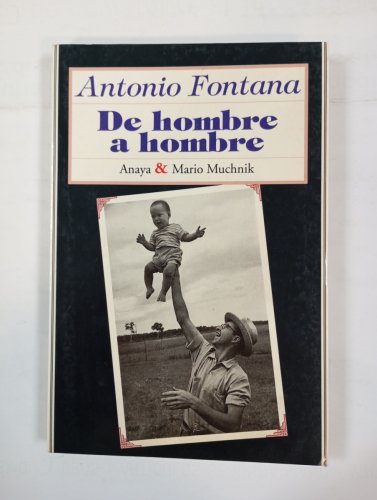 Antonio Fontana
De hombre
a hombre
Anaya & Mario Muchnik